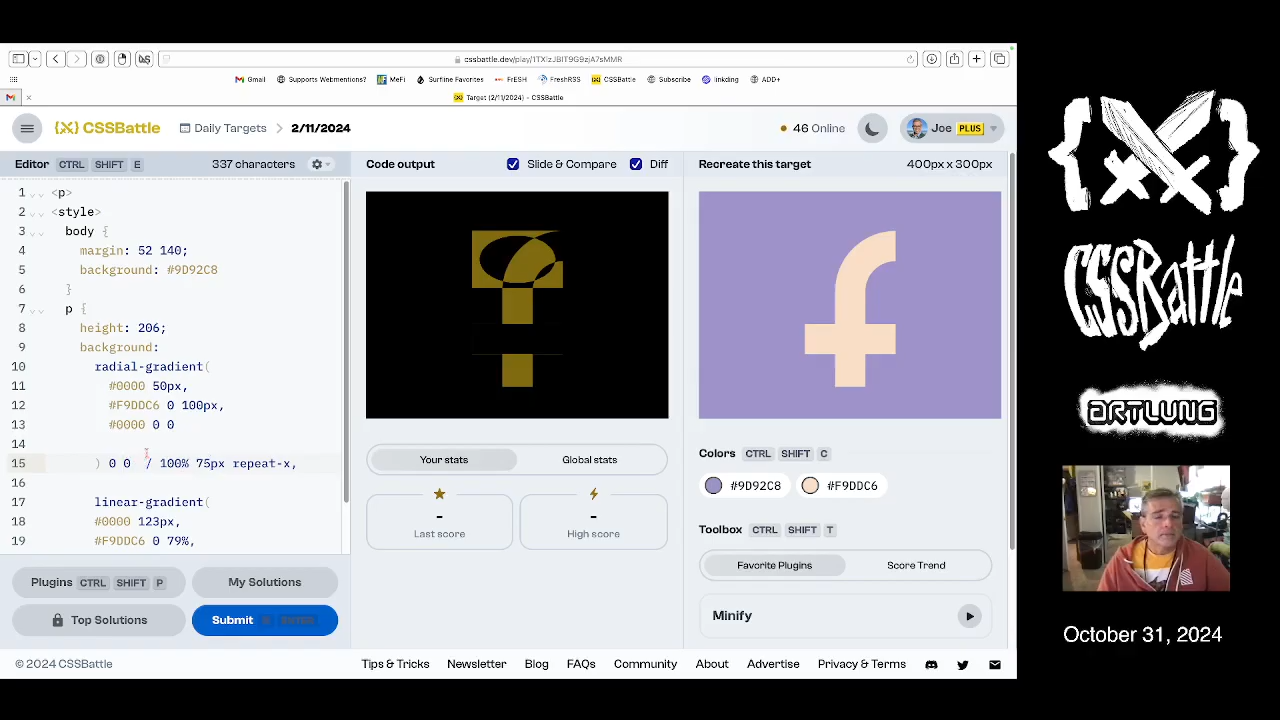 cssbattle.dev/play/1TXlzJBIT9G9zjA7sMMR
Gmail
Supports Webmentions?
MeFi
Surfline Favorites
FrESH
FreshRSS
CSSBattle
Subscribe
linkding
ADD+
Target (2/11/2024) - CSSBattle
{X} CSSBATTLE
Daily Targets > 2/11/2024
46 Online
Joe PLUS
Editor CTRL SHIFT E
337 characters
Code output
Slide & Compare
Diff
Recreate this target
400px x 300px
1 <p>
2 <style>
3 body {
4 margin: 52 140;
5 background: #9D92C8
6 }
7 p {
8 height: 206;
9 background:
10 radial-gradient(
11 #0000 50px,
12 #F9DDC6 0 100px,
13 #0000 0 0
14
15 ) 0 0 / 100% 75px repeat-x,
16
17 linear-gradient(
18 #0000 123px,
19 #F9DDC6 0 79%,
Your stats
Global stats
-
Last score
-
High score
Colors CTRL SHIFT C
#9D92C8
#F9DDC6
Toolbox CTRL SHIFT T
Favorite Plugins
Score Trend
Minify
Plugins CTRL SHIFT P
My Solutions
Top Solutions
Submit
© 2024 CSSBattle
Tips & Tricks
Newsletter
Blog
FAQs
Community
About
Advertise
Privacy & Terms
CSSBattle
ARTLUNG
October 31, 2024